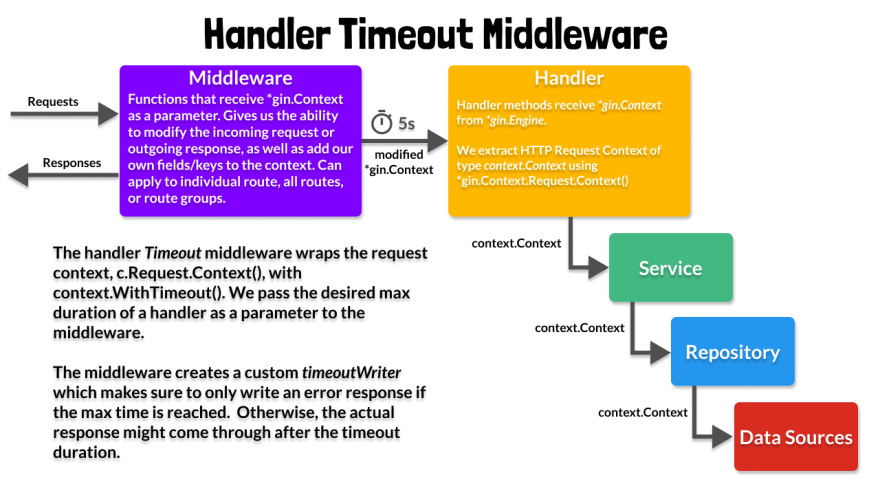 Handler Timeout Middleware
Middleware
Functions that receive *gin.Context
as a parameter. Gives us the ability
to modify the incoming request or
outgoing response, as well as add our
own fields/keys to the context. Can
apply to individual route, all routes,
or route groups.
Requests
Responses
5s
modified
*gin.Context
Handler
Handler methods receive *gin.Context
from *gin.Engine.
We extract HTTP Request Context of
type context.Context using
*gin.Context.Request.Context()
context.Context
Service
context.Context
Repository
context.Context
Data Sources
The handler Timeout middleware wraps the request
context, c.Request.Context(), with
context.WithTimeout(). We pass the desired max
duration of a handler as a parameter to the
middleware.
The middleware creates a custom timeoutWriter
which makes sure to only write an error response if
the max time is reached.  Otherwise, the actual
response might come through after the timeout
duration.